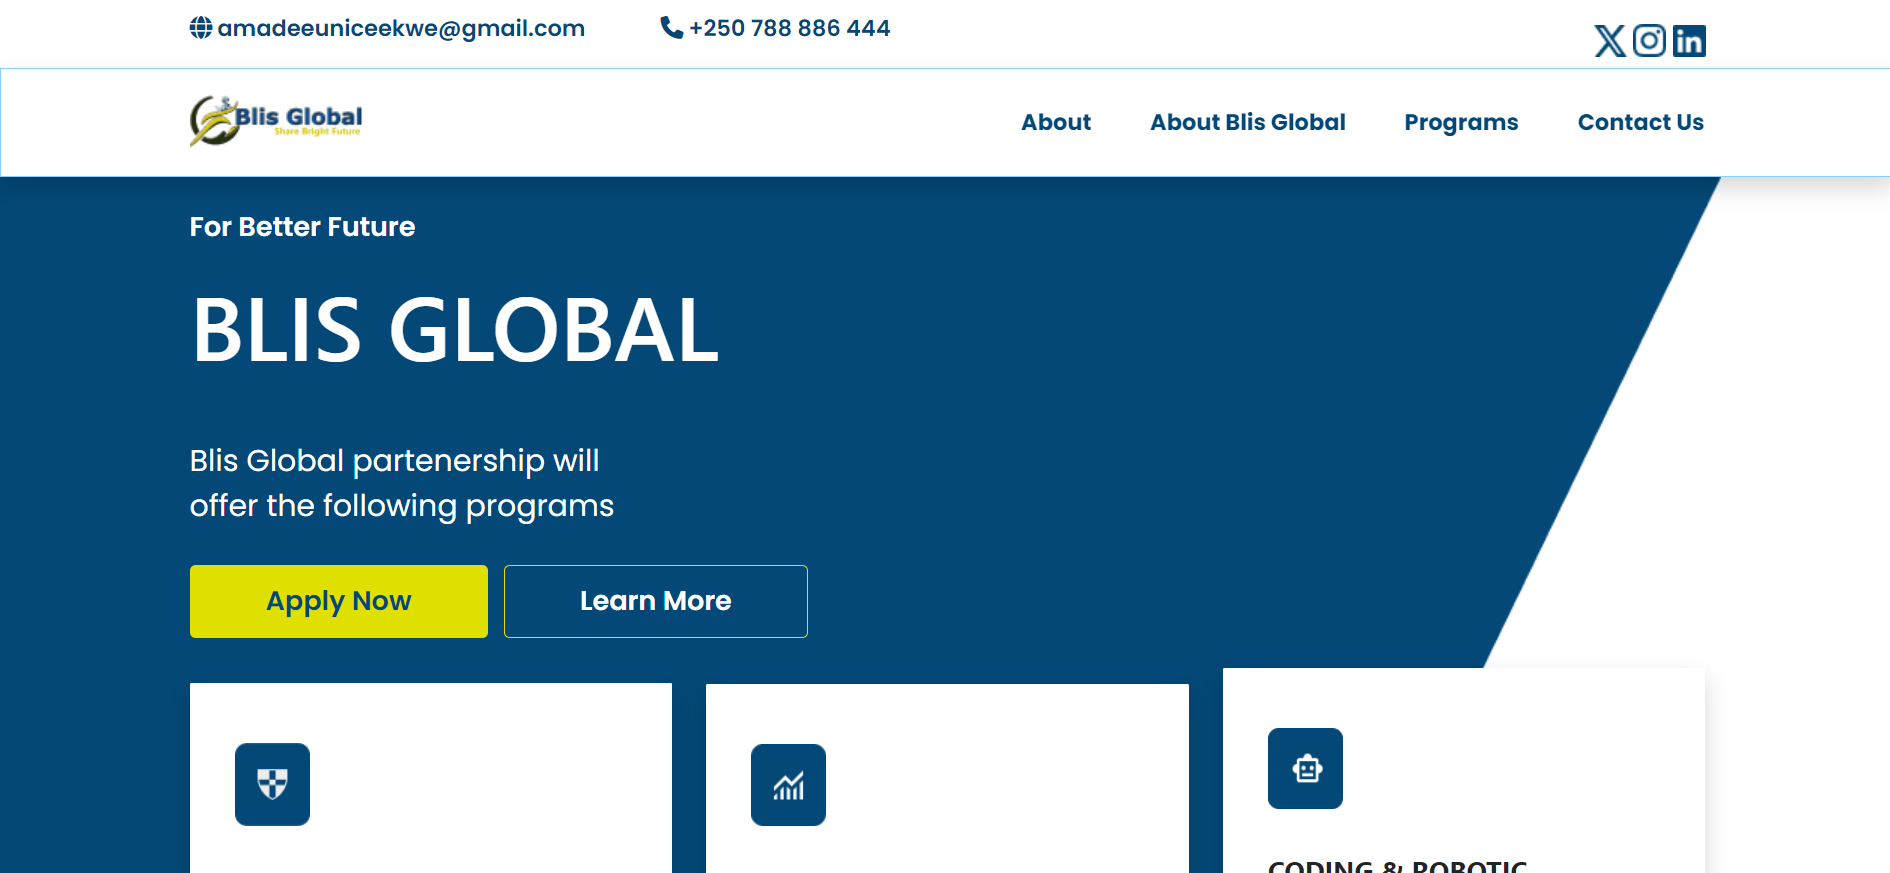 amadeeuniceekwe@gmail.com
+250 788 886 444
Blis Global
Share Bright Future
About
About Blis Global
Programs
Contact Us
For Better Future
BLIS GLOBAL
Blis Global partenership will
offer the following programs
Apply Now
Learn More
CODING & ROBOTIC